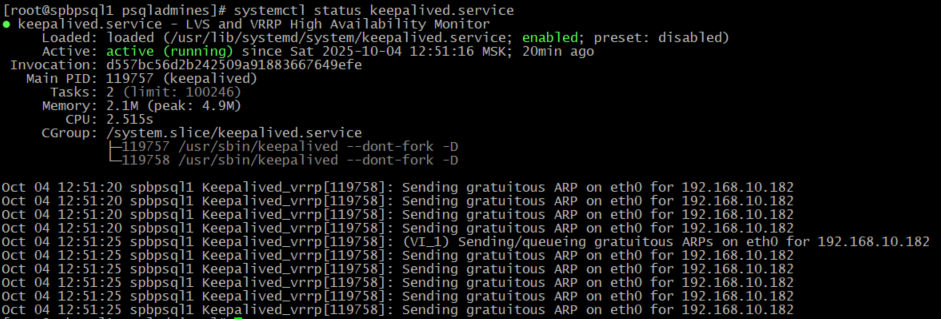 [root@spbpsql1 psqladmines]# systemctl status keepalived.service
● keepalived.service - LVS and VRRP High Availability Monitor
Loaded: loaded (/usr/lib/systemd/system/keepalived.service; enabled; preset: disabled)
Active: active (running) since Sat 2025-10-04 12:51:16 MSK; 20min ago
Invocation: d557bc56d2b242509a91883667649efe
Main PID: 119757 (keepalived)
Tasks: 2 (limit: 100246)
Memory: 2.1M (peak: 4.9M)
CPU: 2.515s
CGroup: /system.slice/keepalived.service
├─119757 /usr/sbin/keepalived --dont-fork -D
└─119758 /usr/sbin/keepalived --dont-fork -D
Oct 04 12:51:20 spbpsql1 Keepalived_vrrp[119758]: Sending gratuitous ARP on eth0 for 192.168.10.182
Oct 04 12:51:20 spbpsql1 Keepalived_vrrp[119758]: Sending gratuitous ARP on eth0 for 192.168.10.182
Oct 04 12:51:20 spbpsql1 Keepalived_vrrp[119758]: Sending gratuitous ARP on eth0 for 192.168.10.182
Oct 04 12:51:20 spbpsql1 Keepalived_vrrp[119758]: Sending gratuitous ARP on eth0 for 192.168.10.182
Oct 04 12:51:25 spbpsql1 Keepalived_vrrp[119758]: (VI_1) Sending/queueing gratuitous ARPs on eth0 for 192.168.10.182
Oct 04 12:51:25 spbpsql1 Keepalived_vrrp[119758]: Sending gratuitous ARP on eth0 for 192.168.10.182
Oct 04 12:51:25 spbpsql1 Keepalived_vrrp[119758]: Sending gratuitous ARP on eth0 for 192.168.10.182
Oct 04 12:51:25 spbpsql1 Keepalived_vrrp[119758]: Sending gratuitous ARP on eth0 for 192.168.10.182
Oct 04 12:51:25 spbpsql1 Keepalived_vrrp[119758]: Sending gratuitous ARP on eth0 for 192.168.10.182
Oct 04 12:51:25 spbpsql1 Keepalived_vrrp[119758]: Sending gratuitous ARP on eth0 for 192.168.10.182